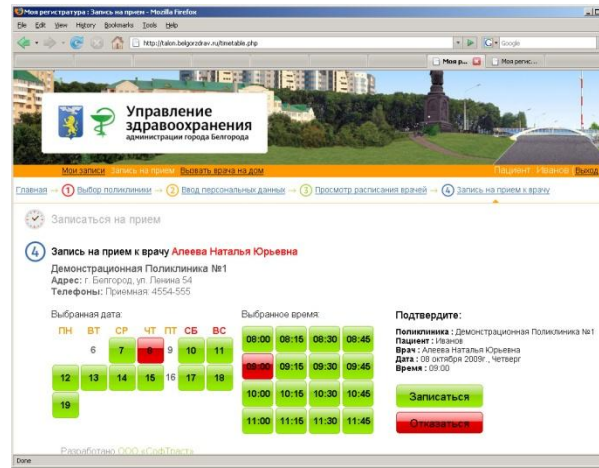 Моя регистратура : Запись на прием - Mozilla Firefox
File Edit View History Bookmarks Tools Help
http://talon.belgorzdrav.ru/timetable.php
Google
Моя р...
Моя регис...
Управление
здравоохранения
администрации города Белгорода
Мои записи Запись на прием Вызвать врача на дом
Пациент: Иванов | Выход
Главная → 1 Выбор поликлиники → 2 Ввод персональных данных → 3 Просмотр расписания врачей → 4 Запись на прием к врачу
Записаться на прием
4 Запись на прием к врачу Алеева Наталья Юрьевна
Демонстрационная Поликлиника №1
Адрес: г. Белгород, ул. Ленина 54
Телефоны: Приемная: 4554-555
Выбранная дата:
ПН ВТ СР ЧТ ПТ СБ ВС
6 7 8 9 10 11
12 13 14 15 16 17 18
19
Выбранное время:
08:00 08:15 08:30 08:45
09:00 09:15 09:30 09:45
10:00 10:15 10:30 10:45
11:00 11:15 11:30 11:45
Подтвердите:
Поликлиника : Демонстрационная Поликлиника №1
Пациент : Иванов
Врач : Алеева Наталья Юрьевна
Дата : 08 октября 2009г., Четверг
Время : 09:00
Записаться
Отказаться
Разработано ООО «СофТраст»
Done